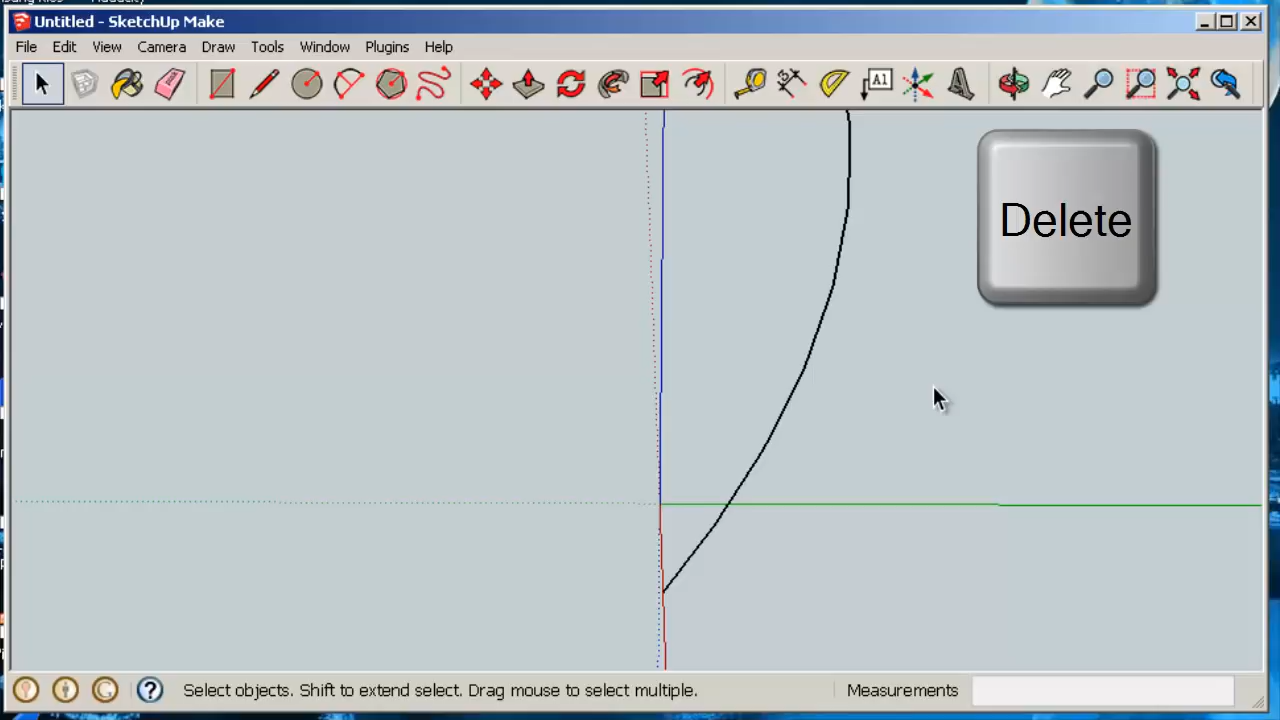 Untitled - SketchUp Make
File Edit View Camera Draw Tools Window Plugins Help
A1
Delete
Select objects. Shift to extend select. Drag mouse to select multiple.
Measurements